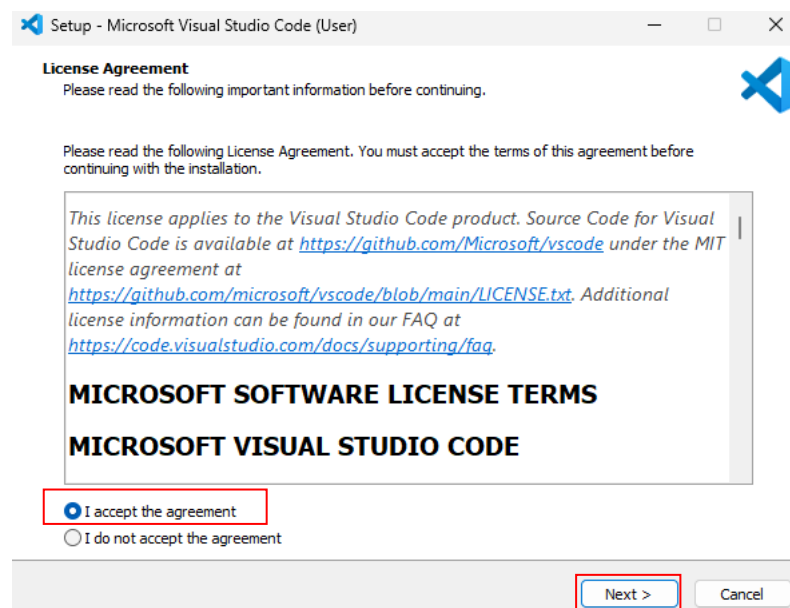 Setup - Microsoft Visual Studio Code (User)
License Agreement
Please read the following important information before continuing.
Please read the following License Agreement. You must accept the terms of this agreement before
continuing with the installation.
This license applies to the Visual Studio Code product. Source Code for Visual
Studio Code is available at https://github.com/Microsoft/vscode under the MIT
license agreement at
https://github.com/microsoft/vscode/blob/main/LICENSE.txt. Additional
license information can be found in our FAQ at
https://code.visualstudio.com/docs/supporting/faq.
MICROSOFT SOFTWARE LICENSE TERMS
MICROSOFT VISUAL STUDIO CODE
I accept the agreement
I do not accept the agreement
Next >
Cancel